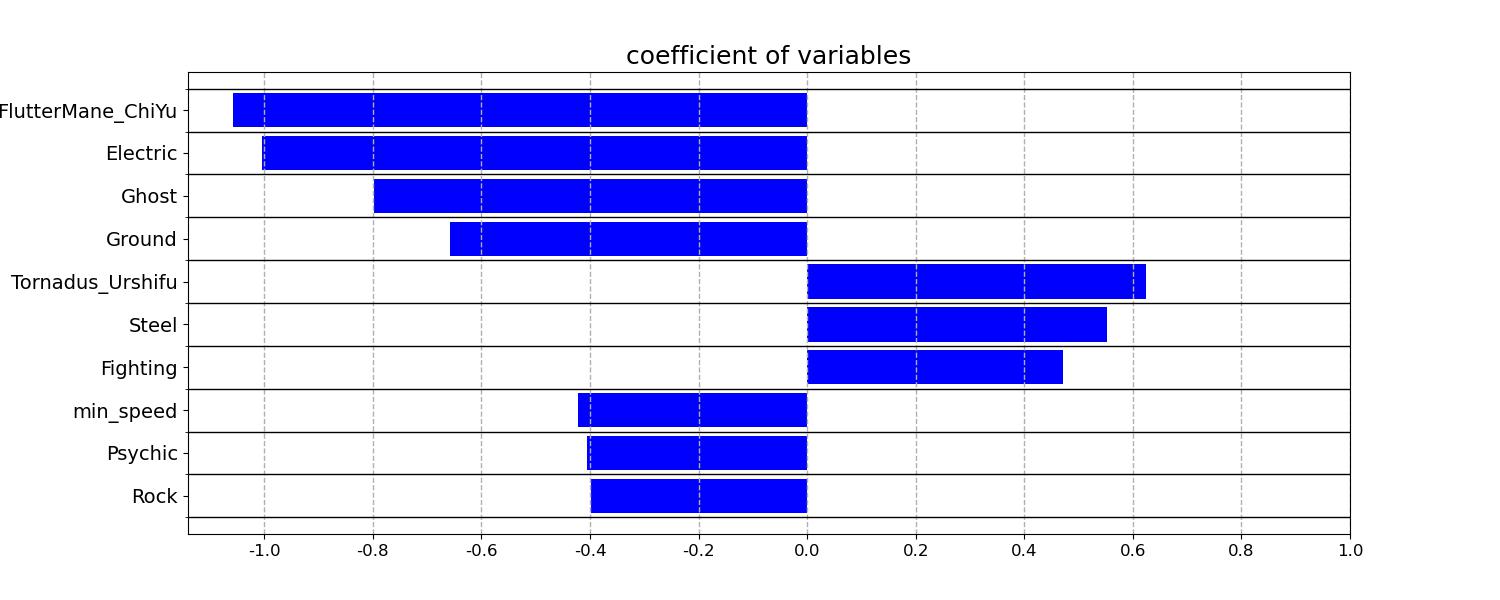 coefficient of variables
FlutterMane_ChiYu
Electric
Ghost
Ground
Tornadus_Urshifu
Steel
Fighting
min_speed
Psychic
Rock
-1.0 -0.8 -0.6 -0.4 -0.2 0.0 0.2 0.4 0.6 0.8 1.0